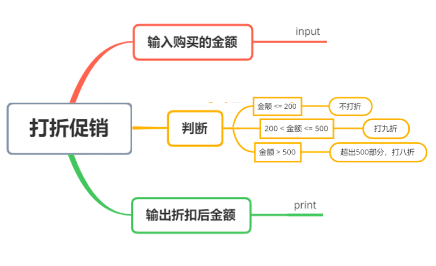 打折促销
输入购买的金额
input
判断
金额 <= 200
不打折
200 < 金额 <= 500
打九折
金额 > 500
超出500部分，打八折
输出折扣后金额
print